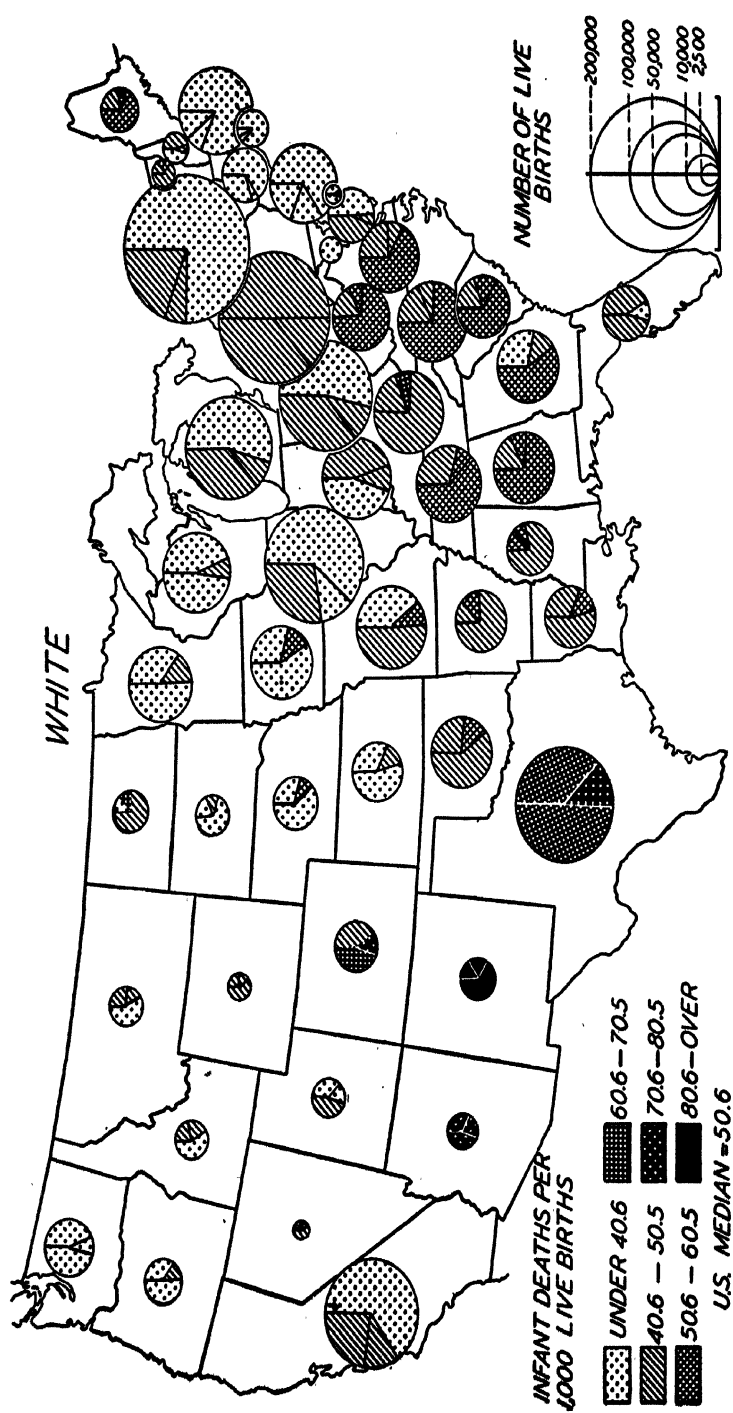 WHITE
NUMBER OF LIVE
BIRTHS
200,000
100,000
50,000
10,000
2,500
INFANT DEATHS PER
1,000 LIVE BIRTHS
UNDER 40.6
40.6 – 50.5
50.6 – 60.5
60.6 – 70.5
70.6 – 80.5
80.6 – OVER
U.S. MEDIAN = 50.6